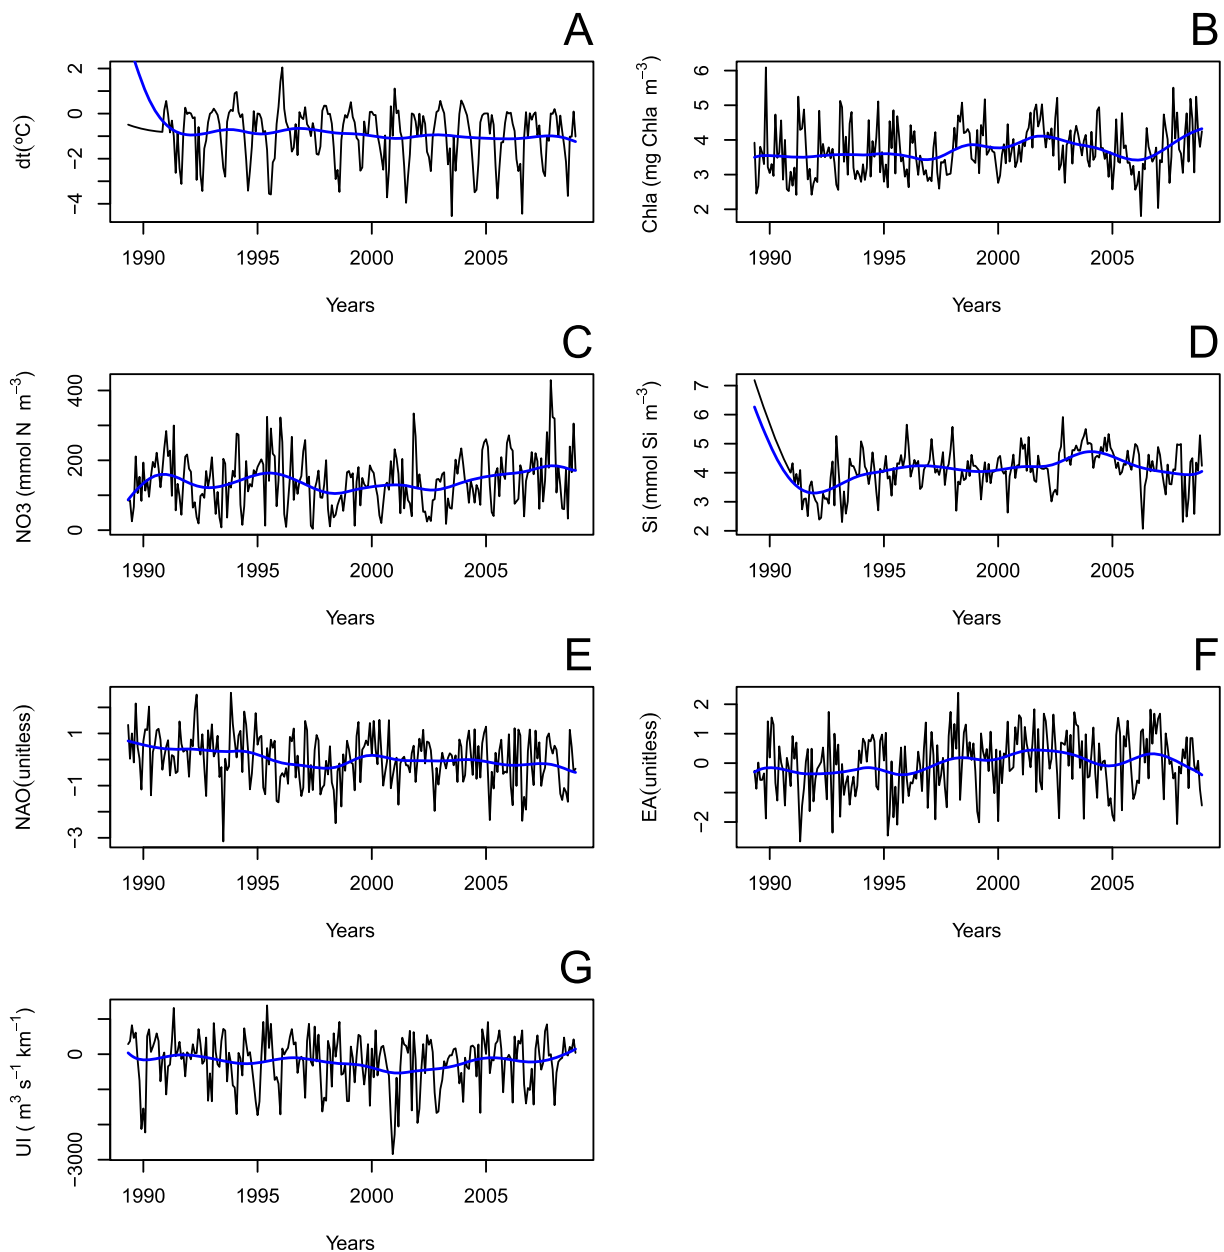 A
B
dt(ºC)
2
0
−2
−4
1990 1995 2000 2005
Years
Chla (mg Chla m−3)
6
5
4
3
2
1990 1995 2000 2005
Years
C
D
NO3 (mmol N m−3)
400
200
0
1990 1995 2000 2005
Years
Si (mmol Si m−3)
7
6
5
4
3
2
1990 1995 2000 2005
Years
E
F
NAO(unitless)
1
−1
−3
1990 1995 2000 2005
Years
EA(unitless)
2
1
0
−2
1990 1995 2000 2005
Years
G
UI ( m3 s−1 km−1)
0
−3000
1990 1995 2000 2005
Years